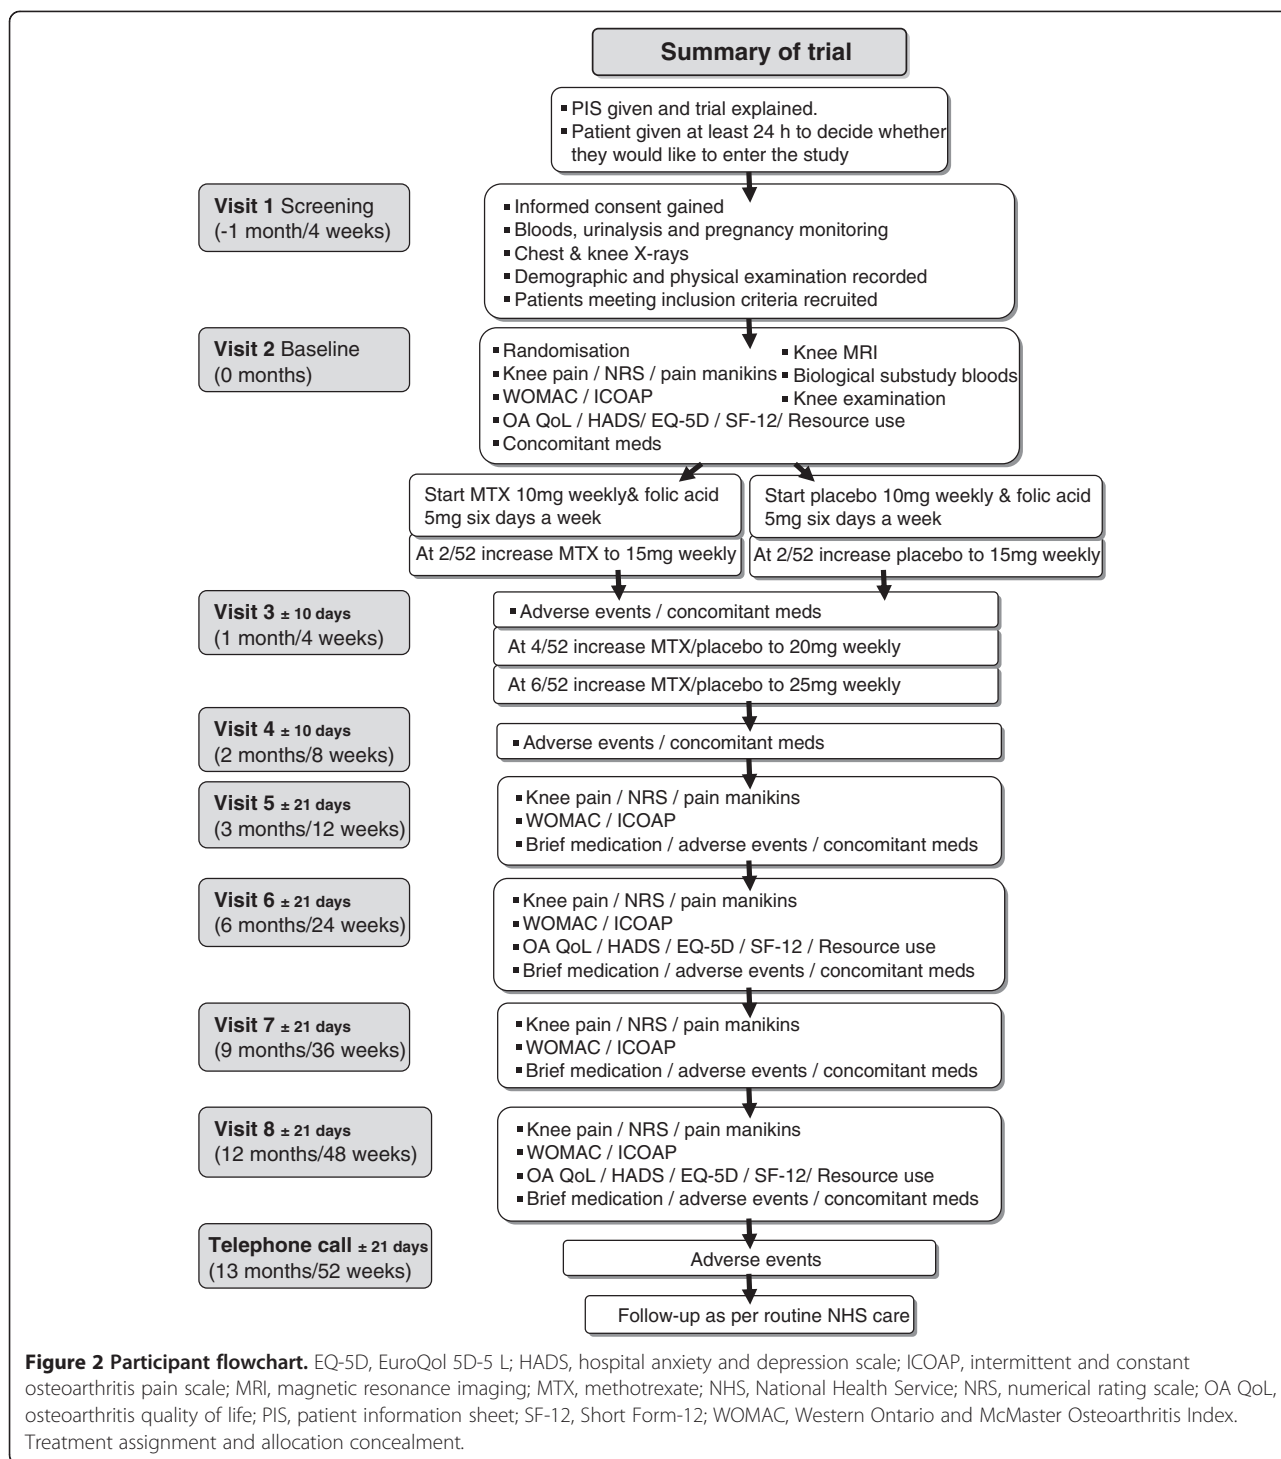 Summary of trial
▪ PIS given and trial explained.
▪ Patient given at least 24 h to decide whether
they would like to enter the study
Visit 1 Screening
(-1 month/4 weeks)
▪ Informed consent gained
▪ Bloods, urinalysis and pregnancy monitoring
▪ Chest & knee X-rays
▪ Demographic and physical examination recorded
▪ Patients meeting inclusion criteria recruited
Visit 2 Baseline
(0 months)
▪ Randomisation
▪ Knee pain / NRS / pain manikins
▪ WOMAC / ICOAP
▪ OA QoL / HADS/ EQ-5D / SF-12/ Resource use
▪ Concomitant meds
▪ Knee MRI
▪ Biological substudy bloods
▪ Knee examination
Start MTX 10mg weekly& folic acid
5mg six days a week
At 2/52 increase MTX to 15mg weekly
Start placebo 10mg weekly & folic acid
5mg six days a week
At 2/52 increase placebo to 15mg weekly
Visit 3 ± 10 days
(1 month/4 weeks)
▪ Adverse events / concomitant meds
At 4/52 increase MTX/placebo to 20mg weekly
At 6/52 increase MTX/placebo to 25mg weekly
Visit 4 ± 10 days
(2 months/8 weeks)
▪ Adverse events / concomitant meds
Visit 5 ± 21 days
(3 months/12 weeks)
▪ Knee pain / NRS / pain manikins
▪ WOMAC / ICOAP
▪ Brief medication / adverse events / concomitant meds
Visit 6 ± 21 days
(6 months/24 weeks)
▪ Knee pain / NRS / pain manikins
▪ WOMAC / ICOAP
▪ OA QoL / HADS / EQ-5D / SF-12 / Resource use
▪ Brief medication / adverse events / concomitant meds
Visit 7 ± 21 days
(9 months/36 weeks)
▪ Knee pain / NRS / pain manikins
▪ WOMAC / ICOAP
▪ Brief medication / adverse events / concomitant meds
Visit 8 ± 21 days
(12 months/48 weeks)
▪ Knee pain / NRS / pain manikins
▪ WOMAC / ICOAP
▪ OA QoL / HADS / EQ-5D / SF-12/ Resource use
▪ Brief medication / adverse events / concomitant meds
Telephone call ± 21 days
(13 months/52 weeks)
Adverse events
Follow-up as per routine NHS care
Figure 2 Participant flowchart. EQ-5D, EuroQol 5D-5 L; HADS, hospital anxiety and depression scale; ICOAP, intermittent and constant
osteoarthritis pain scale; MRI, magnetic resonance imaging; MTX, methotrexate; NHS, National Health Service; NRS, numerical rating scale; OA QoL,
osteoarthritis quality of life; PIS, patient information sheet; SF-12, Short Form-12; WOMAC, Western Ontario and McMaster Osteoarthritis Index.
Treatment assignment and allocation concealment.